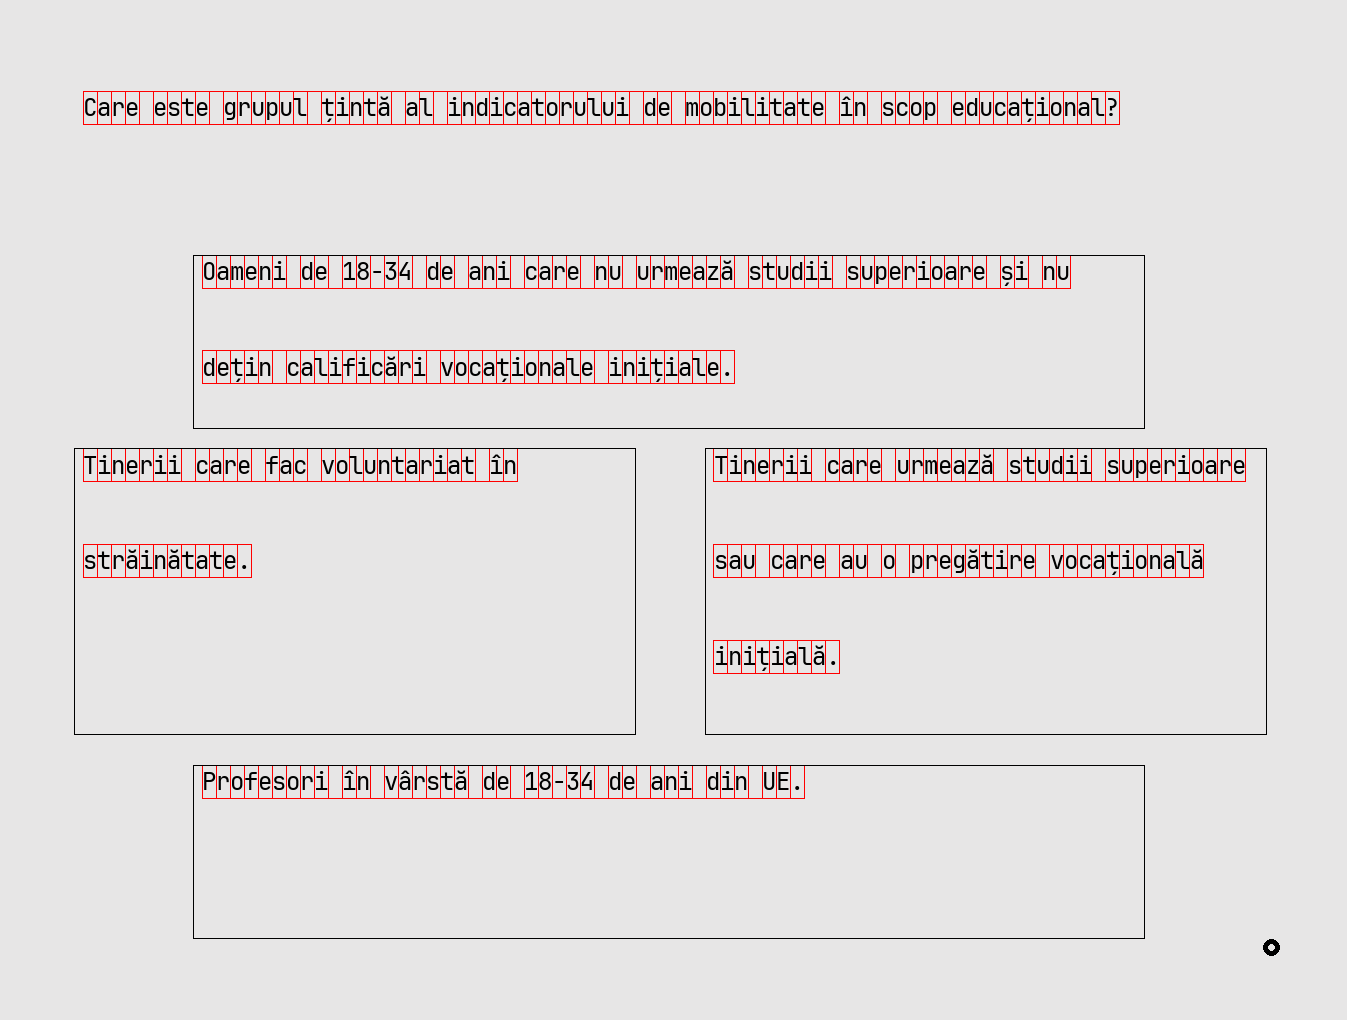 Care este grupul țintă al indicatorului de mobilitate în scop educațional?
Oameni de 18-34 de ani care nu urmează studii superioare și nu
dețin calificări vocaționale inițiale.
Tinerii care fac voluntariat în
străinătate.
Tinerii care urmează studii superioare
sau care au o pregătire vocațională
inițială.
Profesori în vârstă de 18-34 de ani din UE.